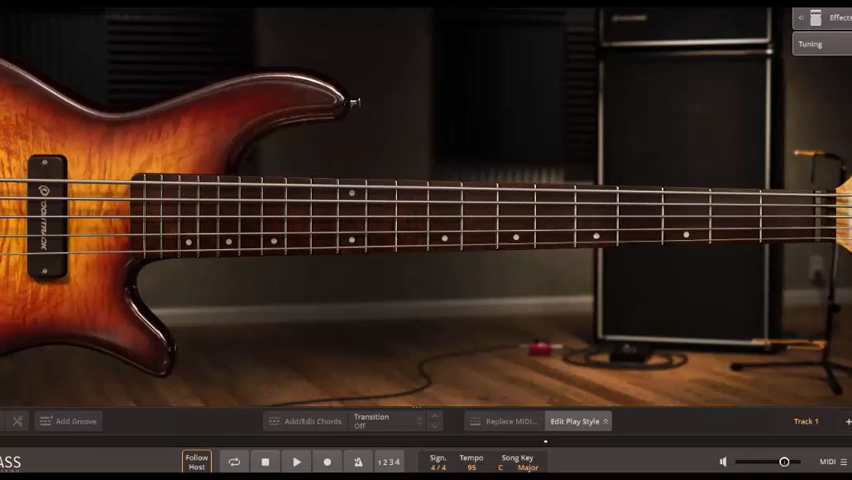 Effects
Tuning
Add Groove
Add/Edit Chords
Transition
Off
Replace MIDI...
Edit Play Style
Track 1
ASS
Follow
Host
1 2 3 4
Sign.
4/4
Tempo
95
Song Key
C Major
MIDI